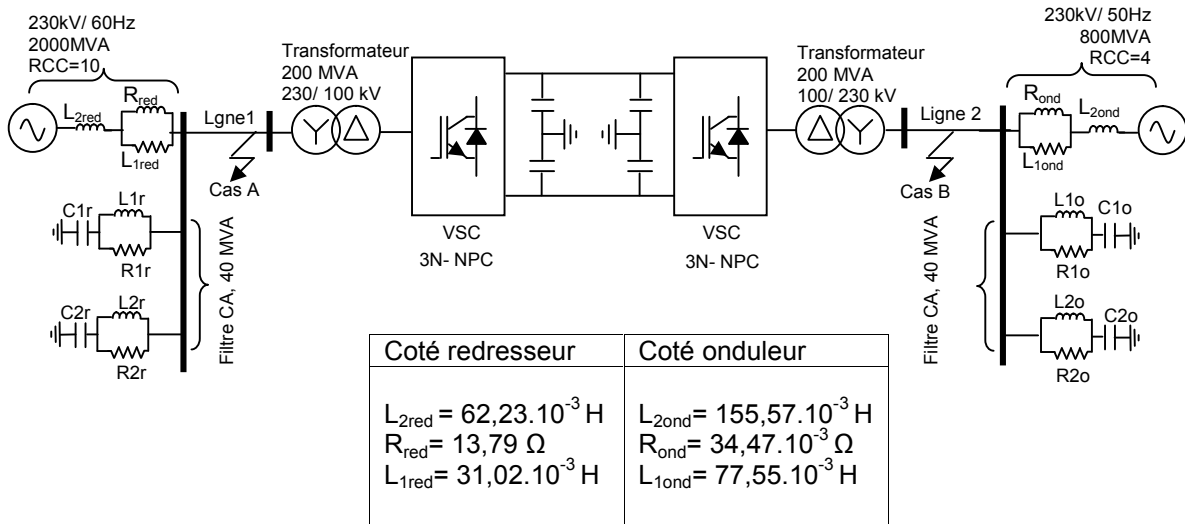 230kV/ 60Hz
2000MVA
RCC=10
L2red
Rred
L1red
Lgne1
Cas A
Transformateur
200 MVA
230/ 100 kV
VSC
3N- NPC
VSC
3N- NPC
Transformateur
200 MVA
100/ 230 kV
Ligne 2
Cas B
230kV/ 50Hz
800MVA
RCC=4
Rond
L2ond
L1ond
C1r
L1r
R1r
C2r
L2r
R2r
Filtre CA, 40 MVA
Filtre CA, 40 MVA
L1o
C1o
R1o
L2o
C2o
R2o
Coté redresseur
L2red = 62,23.10-3 H
Rred= 13,79 Ω
L1red= 31,02.10-3 H
Coté onduleur
L2ond= 155,57.10-3 H
Rond= 34,47.10-3 Ω
L1ond= 77,55.10-3 H